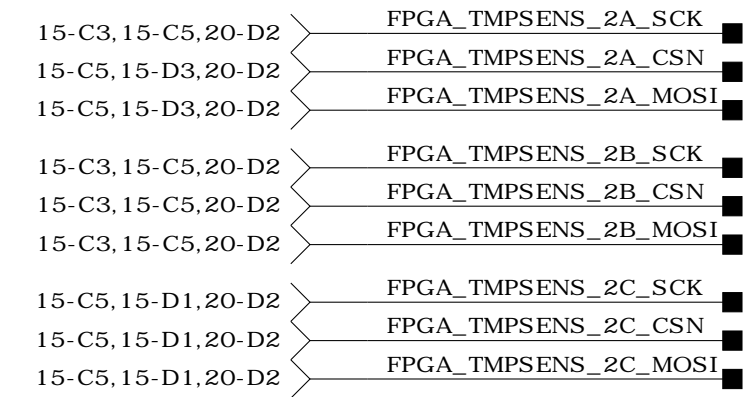 15-C3,15-C5,20-D2 FPGA_TMPSENS_2A_SCK
15-C5,15-D3,20-D2 FPGA_TMPSENS_2A_CSN
15-C5,15-D3,20-D2 FPGA_TMPSENS_2A_MOSI
15-C3,15-C5,20-D2 FPGA_TMPSENS_2B_SCK
15-C3,15-C5,20-D2 FPGA_TMPSENS_2B_CSN
15-C3,15-C5,20-D2 FPGA_TMPSENS_2B_MOSI
15-C5,15-D1,20-D2 FPGA_TMPSENS_2C_SCK
15-C5,15-D1,20-D2 FPGA_TMPSENS_2C_CSN
15-C5,15-D1,20-D2 FPGA_TMPSENS_2C_MOSI